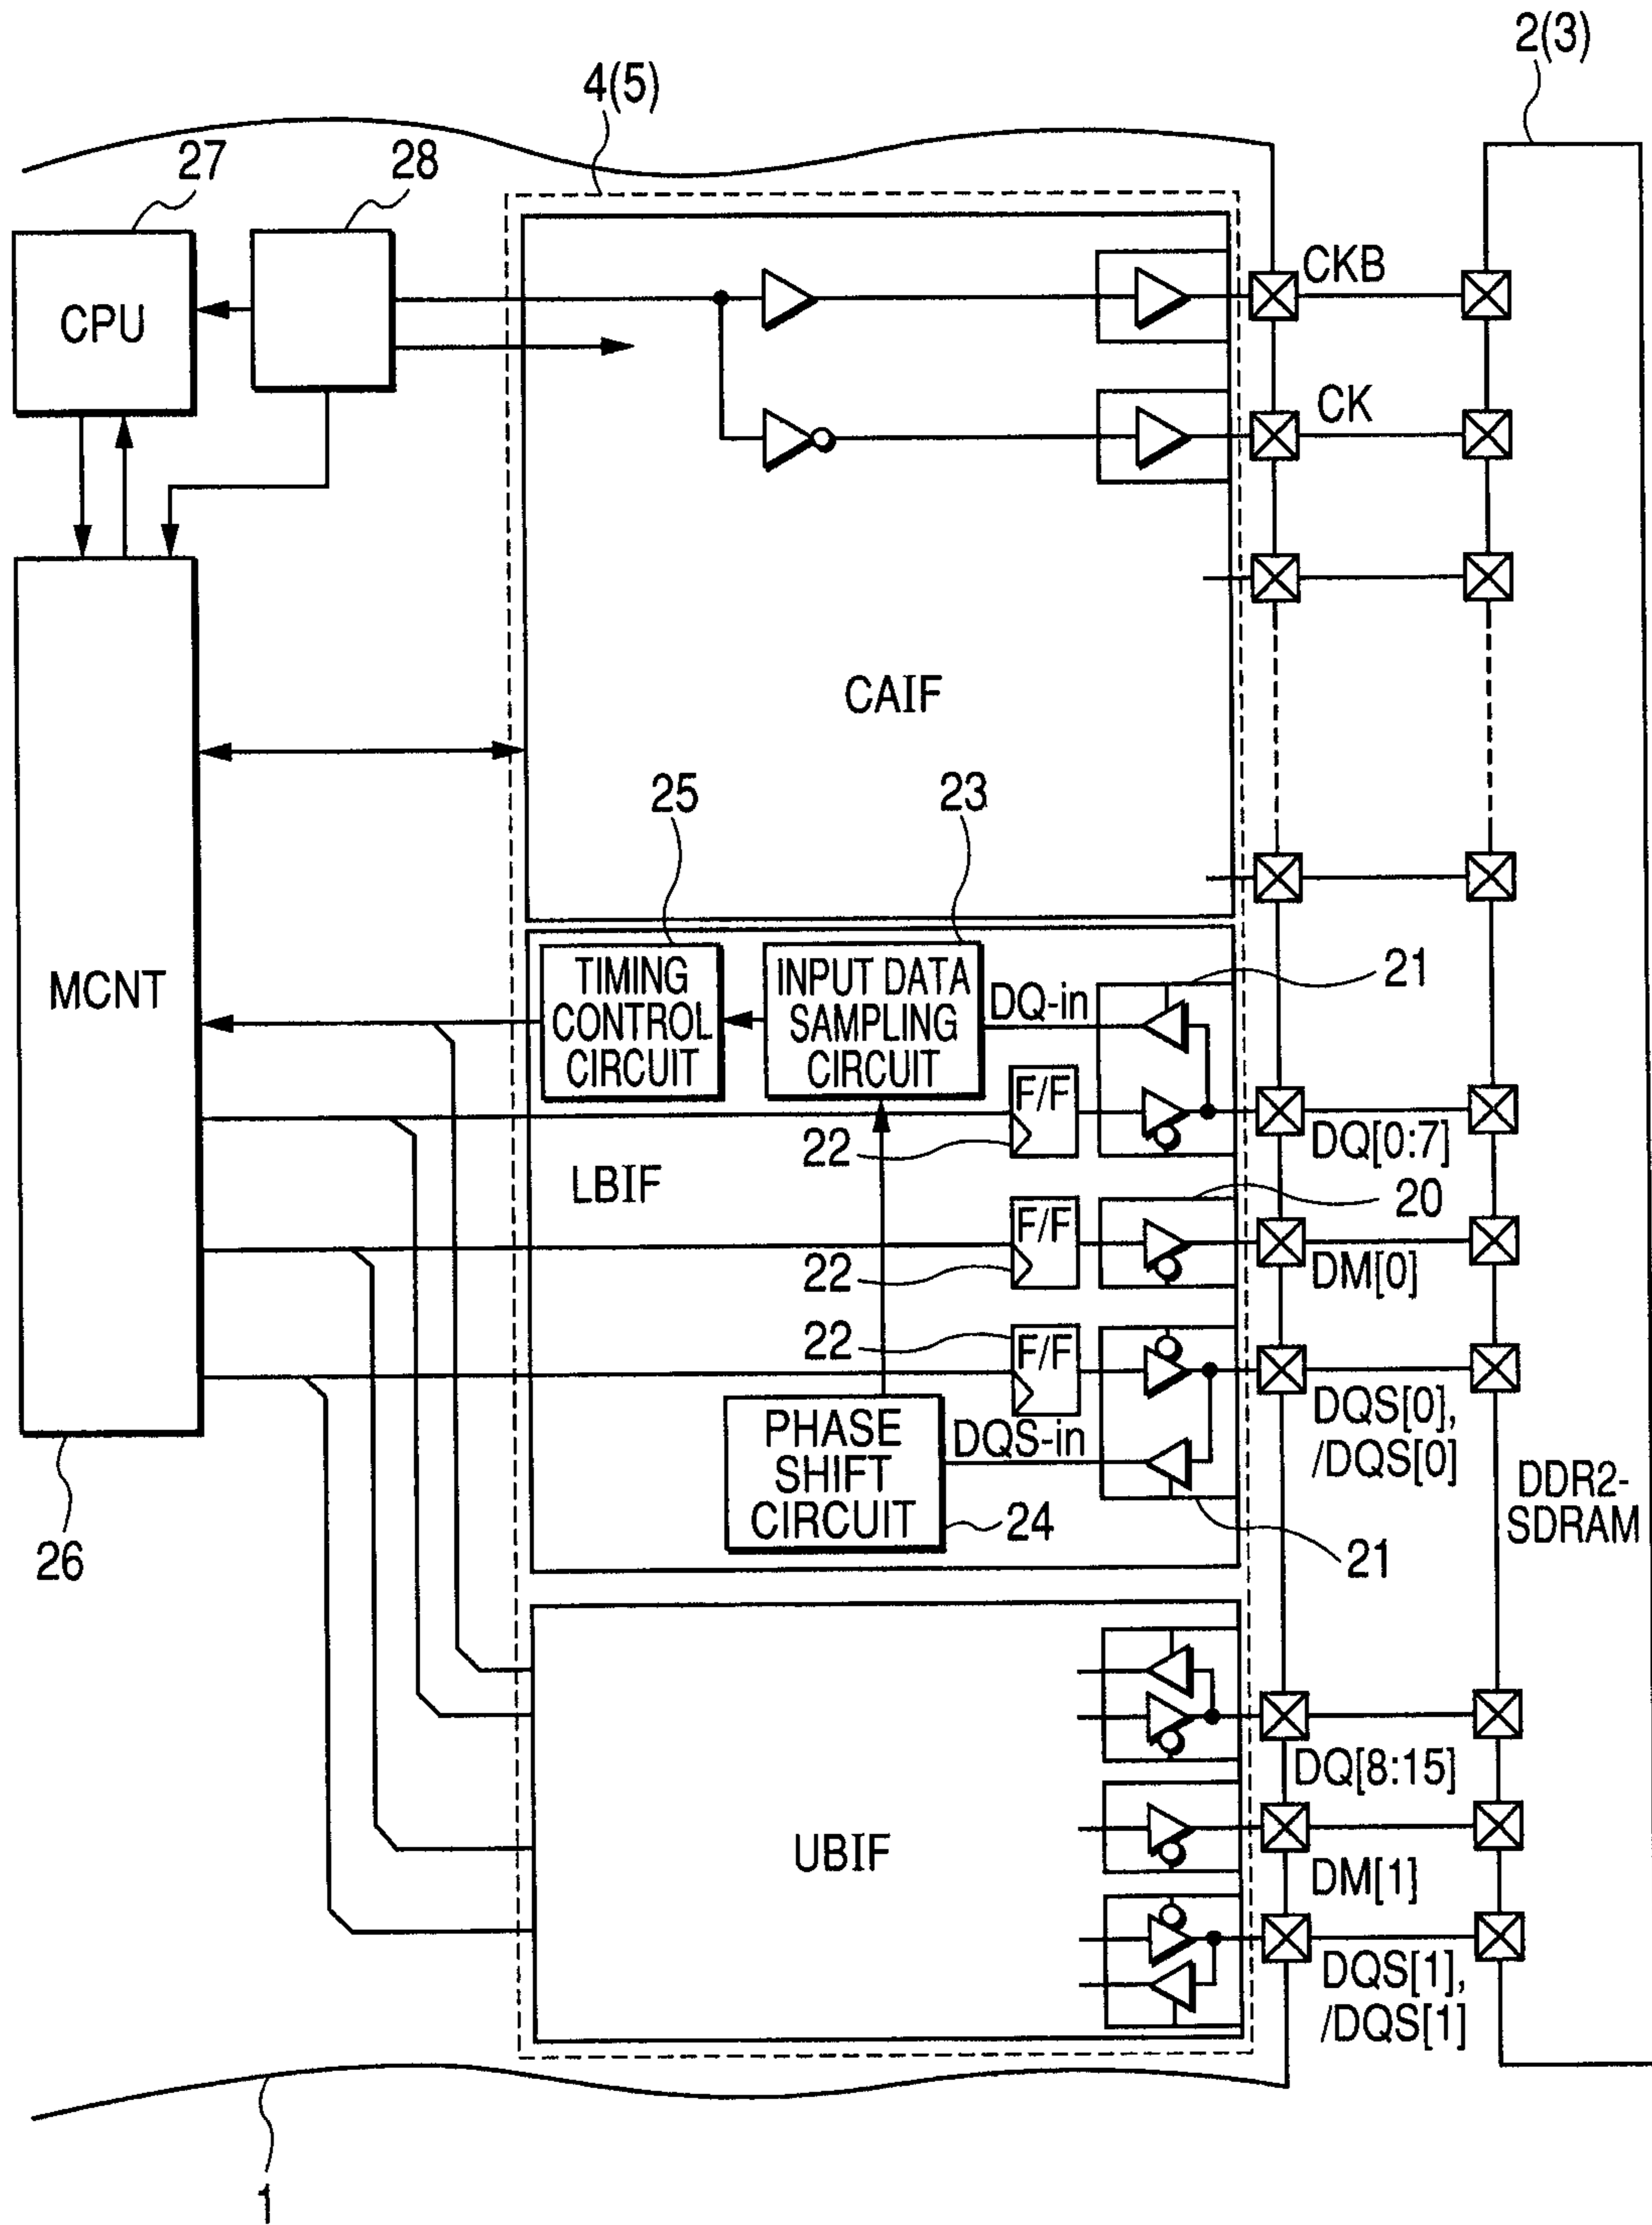 2(3)
4(5)
27
28
CPU
CKB
CK
CAIF
25
23
MCNT
TIMING
CONTROL
CIRCUIT
INPUT DATA
SAMPLING
CIRCUIT
DQ-in
21
F/F
22
DQ[0:7]
LBIF
20
F/F
22
DM[0]
22
F/F
PHASE
SHIFT
CIRCUIT
DQS-in
DQS[0],
/DQS[0]
DDR2-
SDRAM
24
21
26
DQ[8:15]
UBIF
DM[1]
DQS[1],
/DQS[1]
1